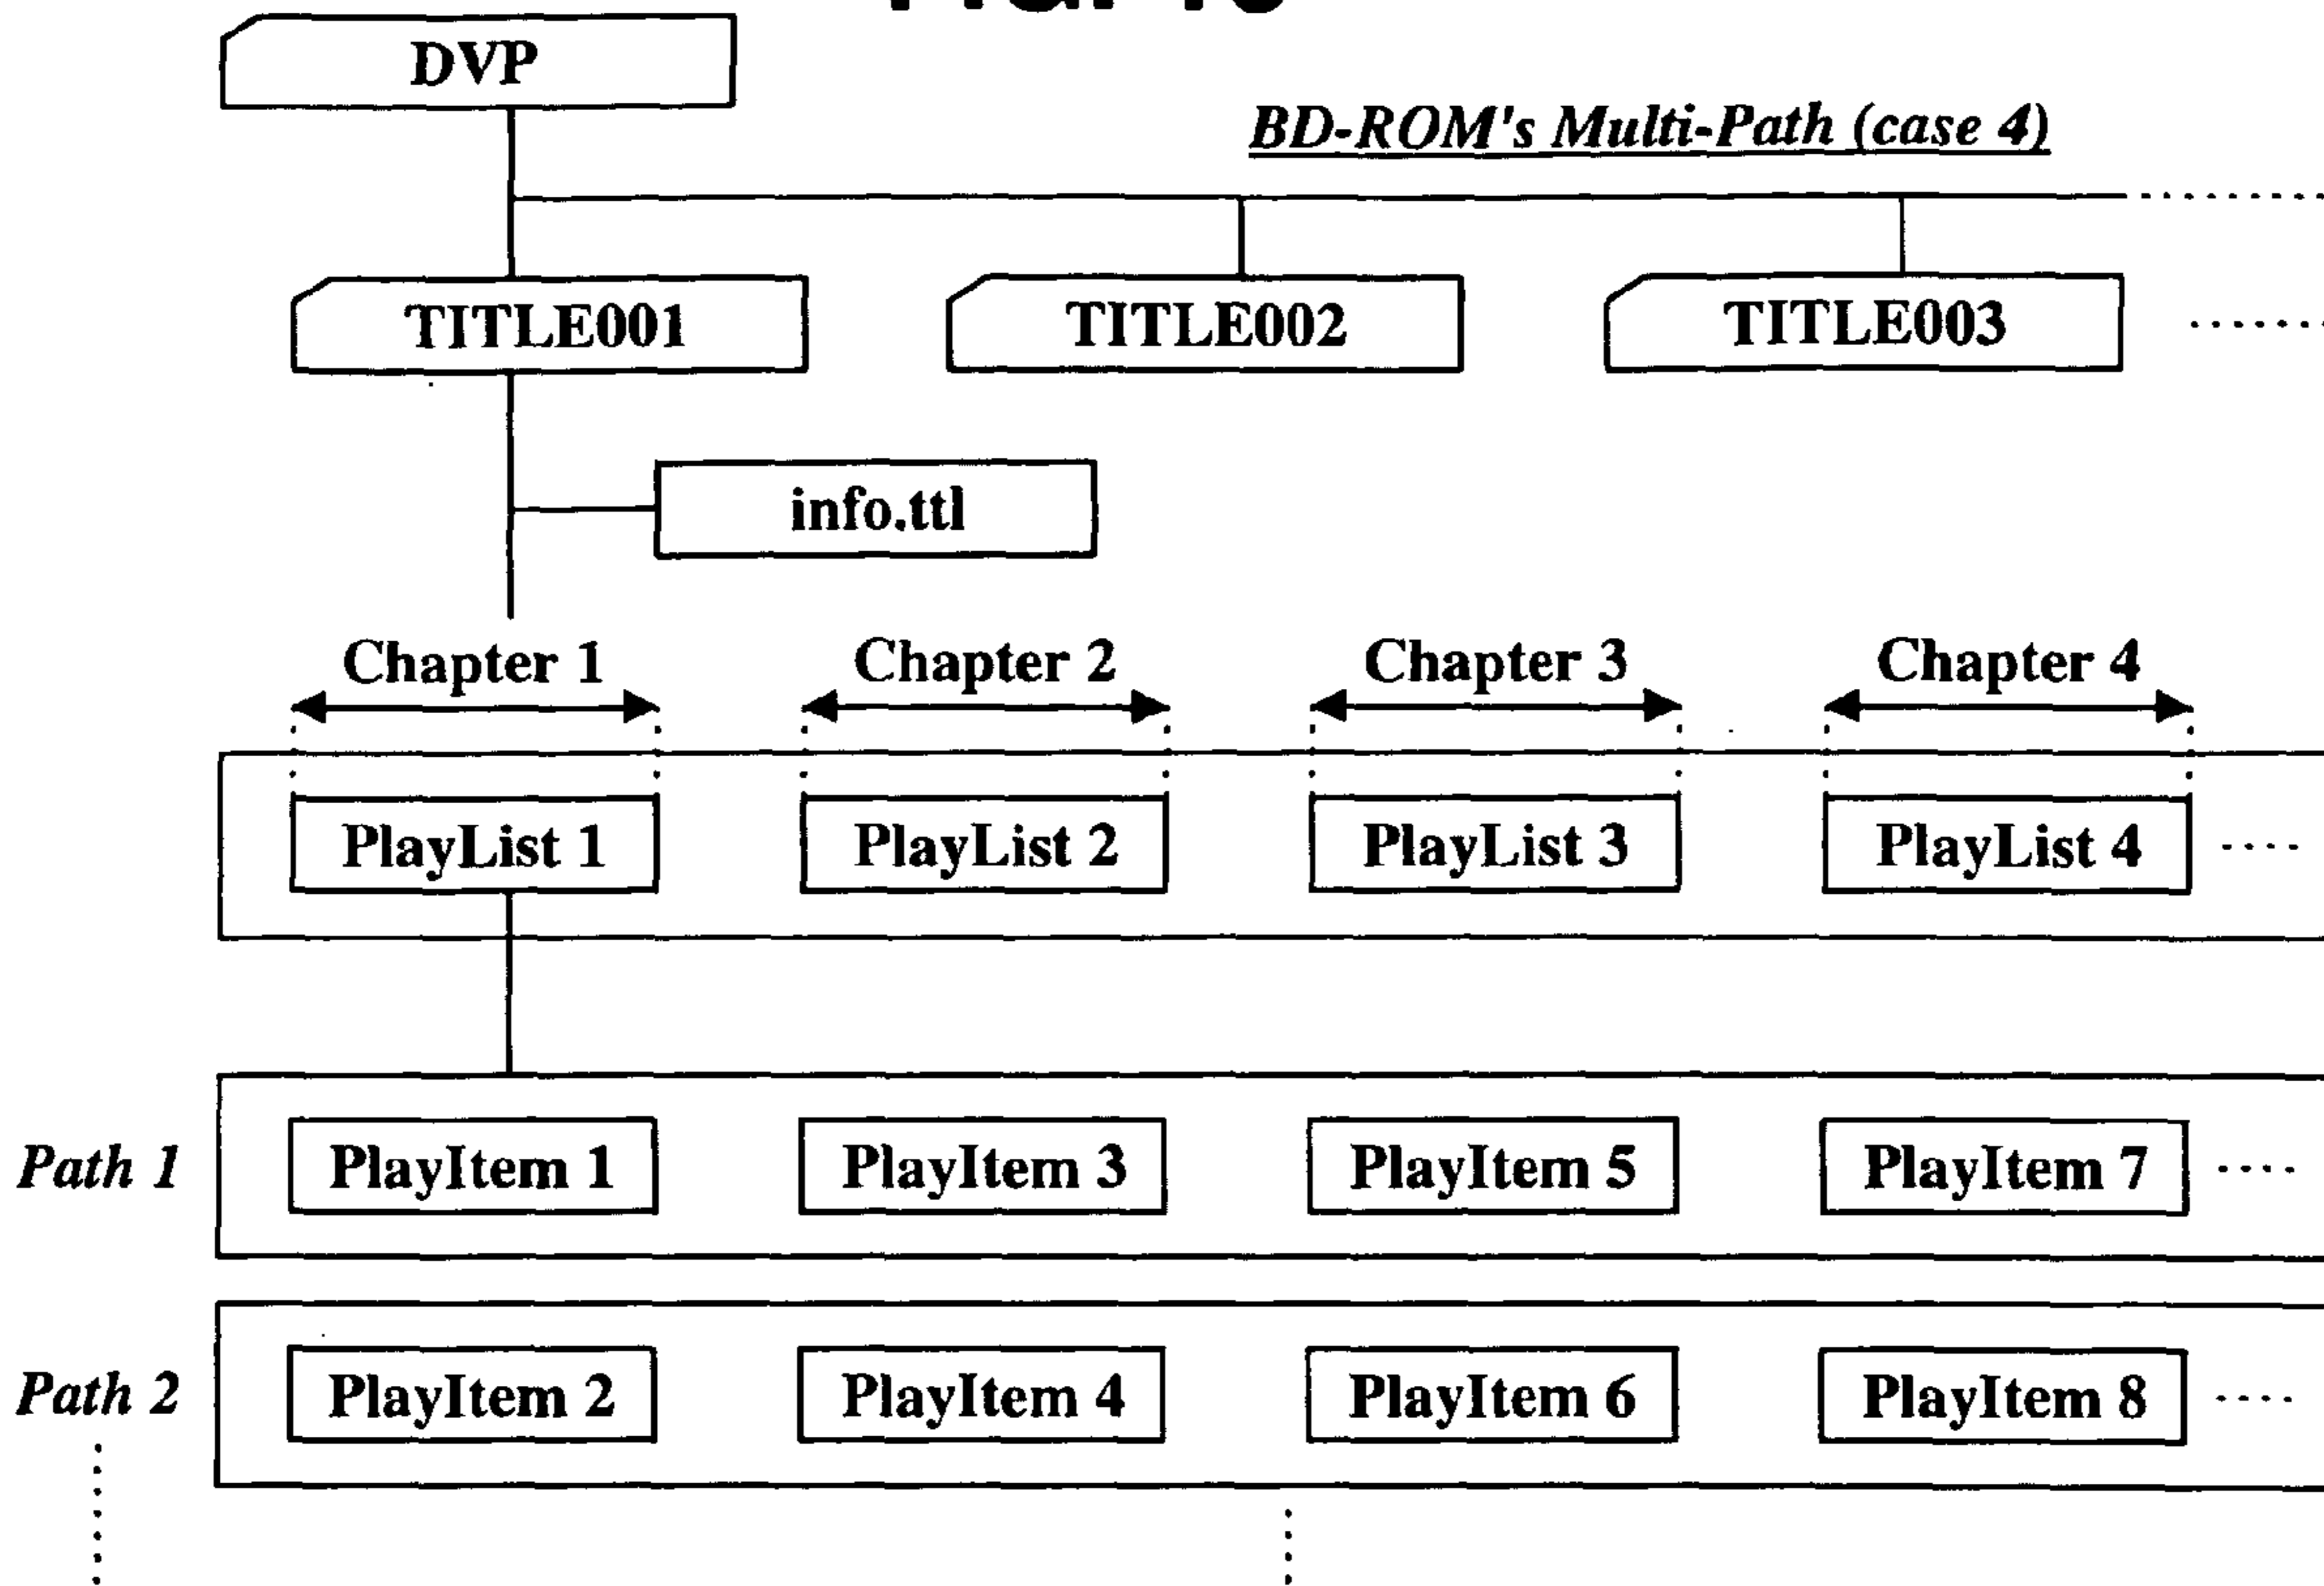 DVP
BD-ROM's Multi-Path (case 4)
TITLE001 TITLE002 TITLE003
info.ttl
Chapter 1 Chapter 2 Chapter 3 Chapter 4
PlayList 1 PlayList 2 PlayList 3 PlayList 4
Path 1 PlayItem 1 PlayItem 3 PlayItem 5 PlayItem 7
Path 2 PlayItem 2 PlayItem 4 PlayItem 6 PlayItem 8